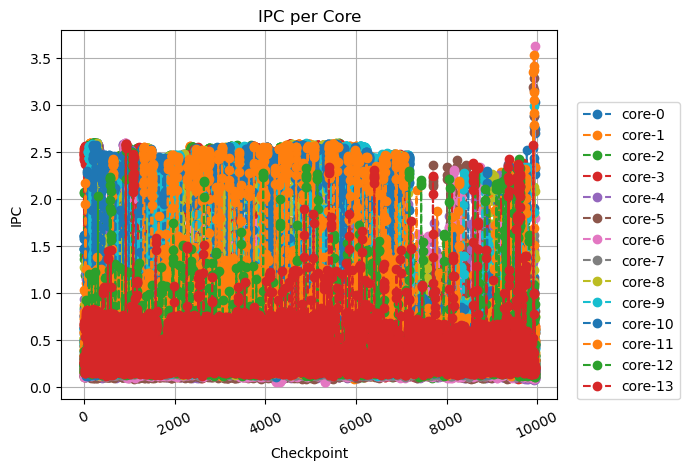 IPC per Core
IPC
3.5
3.0
2.5
2.0
1.5
1.0
0.5
0.0
0
2000
4000
6000
8000
10000
Checkpoint
core-0
core-1
core-2
core-3
core-4
core-5
core-6
core-7
core-8
core-9
core-10
core-11
core-12
core-13